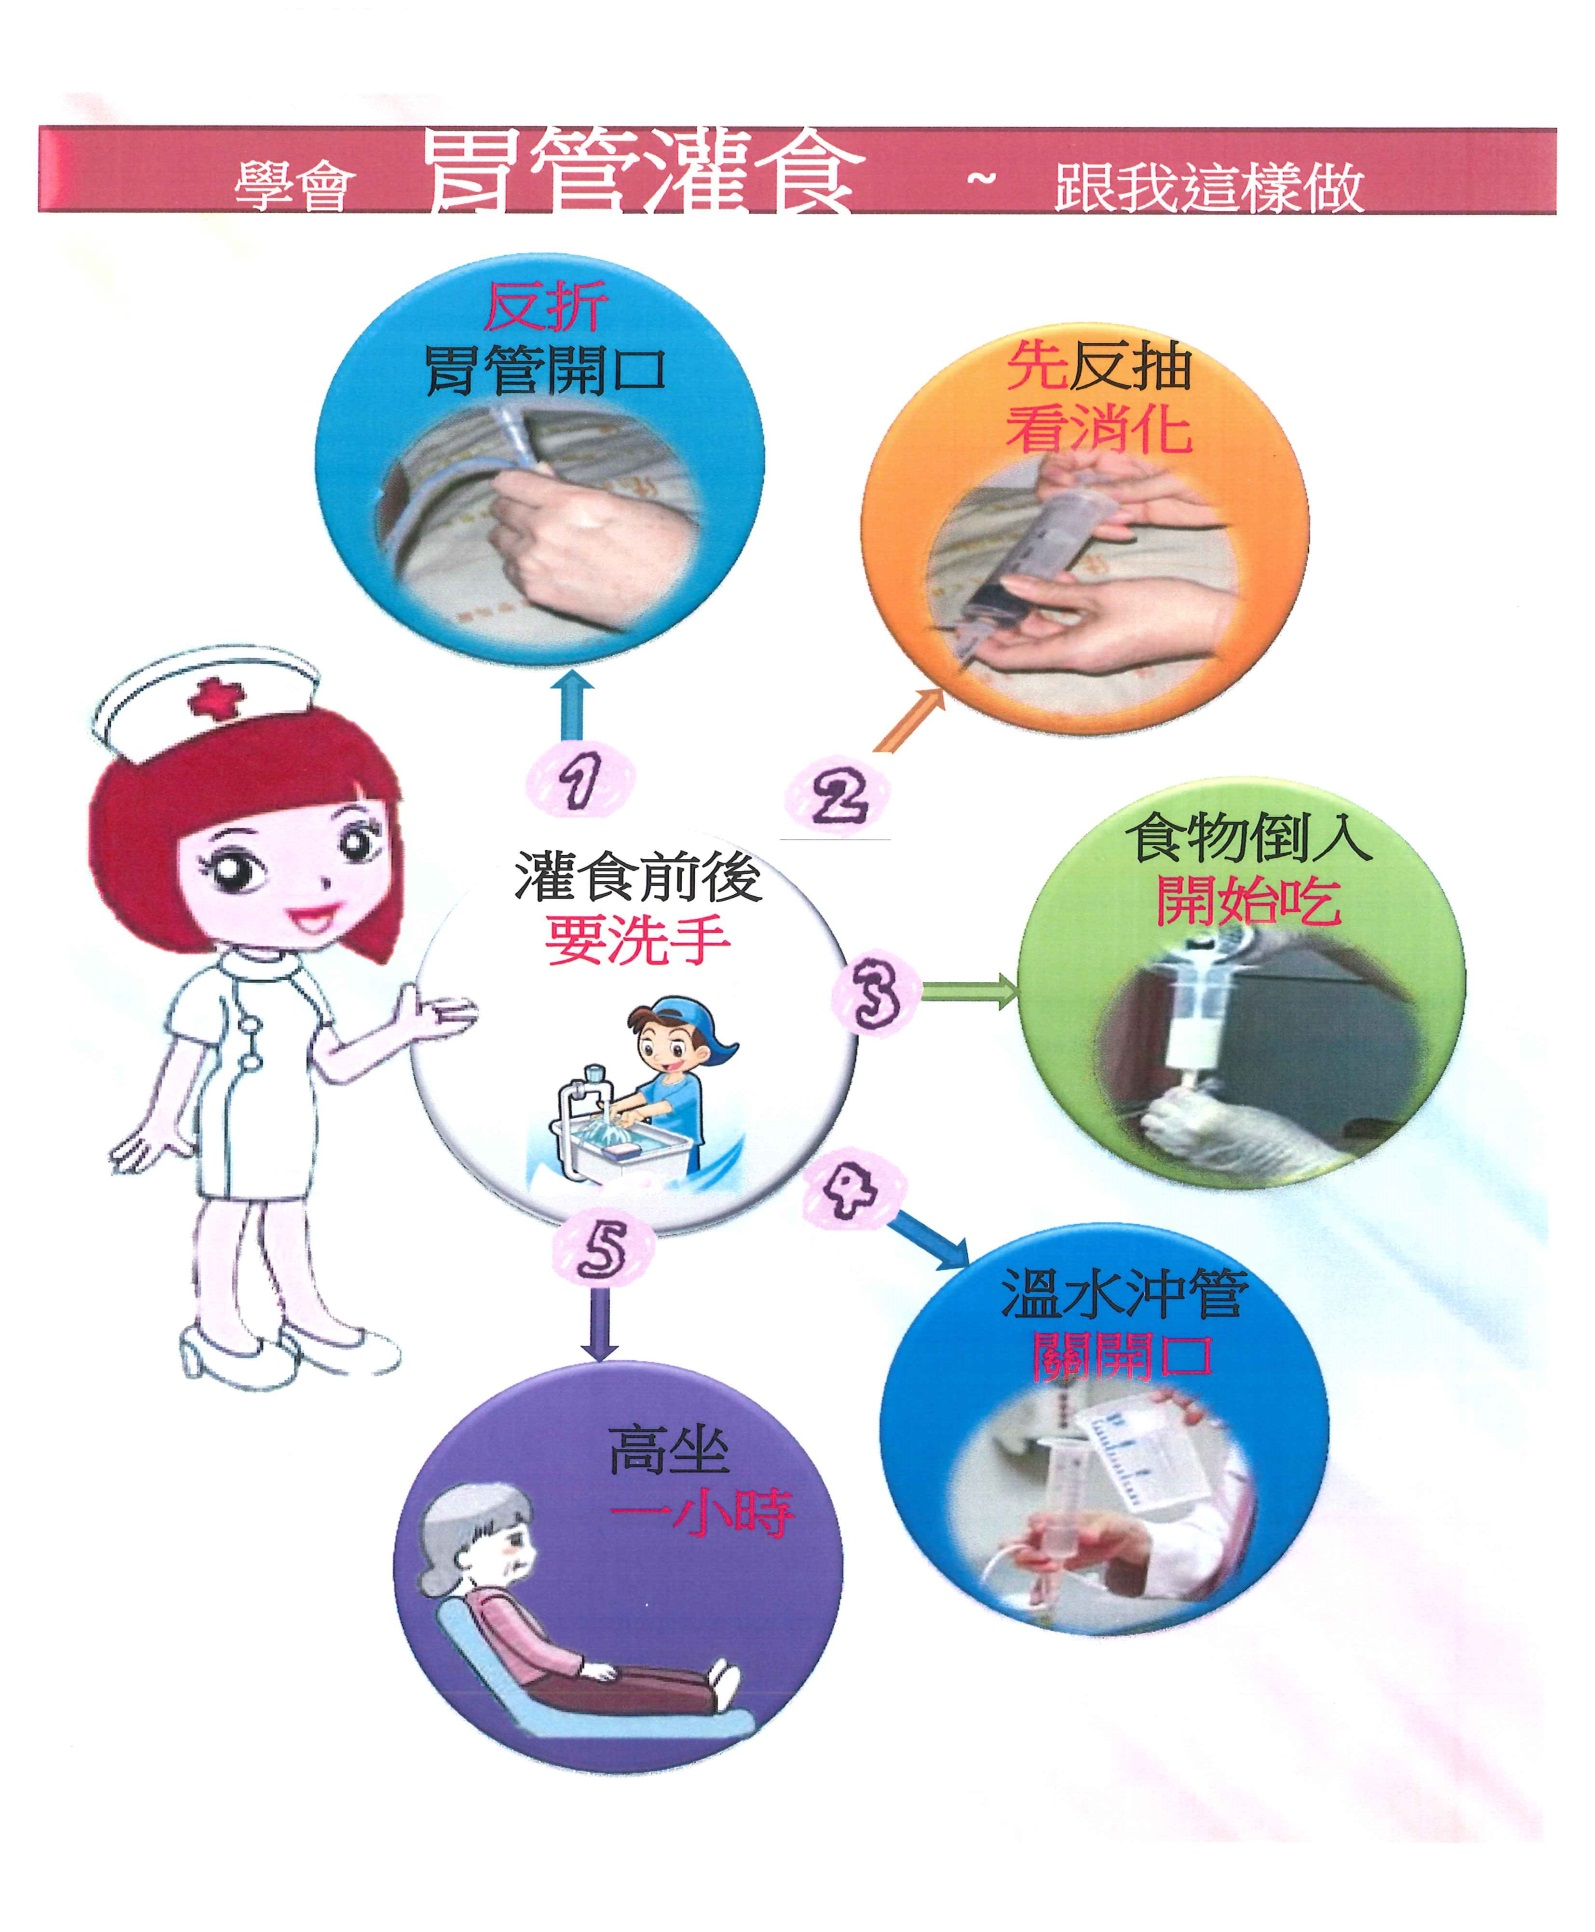 學會 胃管灌食 ~ 跟我這樣做
反折
胃管開口
先反抽
看消化
1
2
灌食前後
要洗手
食物倒入
開始吃
3
4
溫水沖管
關開口
5
高坐
一小時